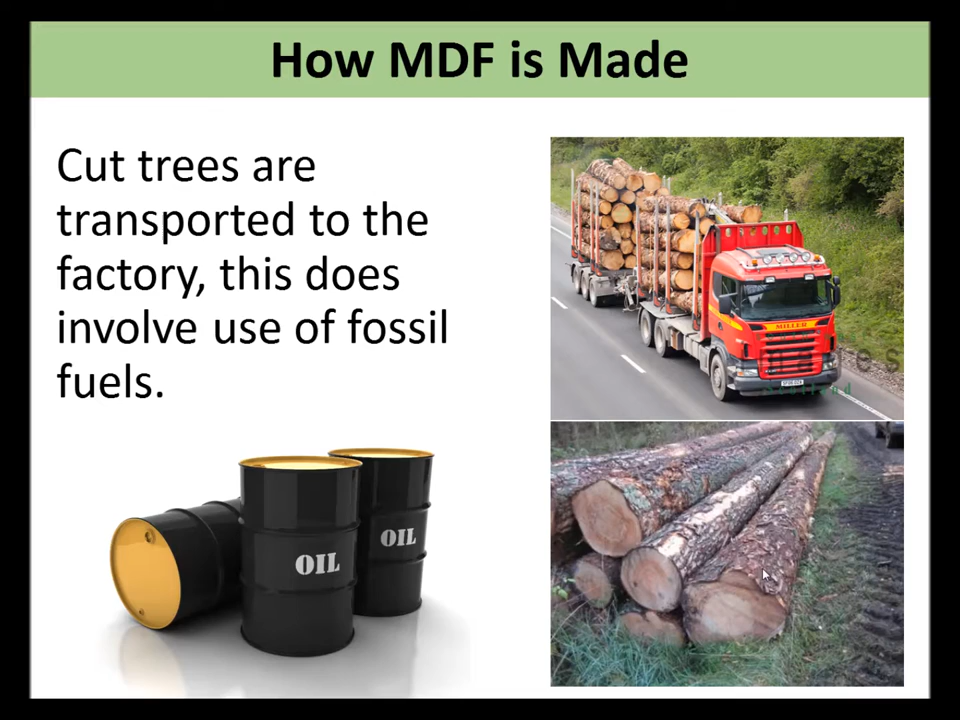 How MDF is Made
Cut trees are
transported to the
factory, this does
involve use of fossil
fuels.
MILLER
Scotland
OIL
OIL